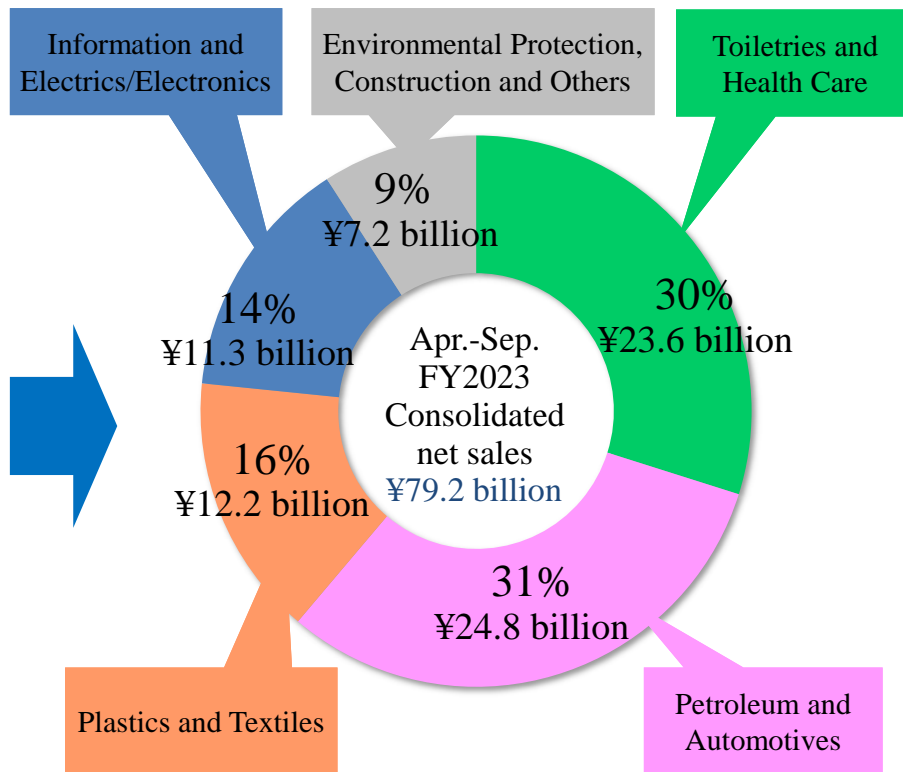 Information and
Electrics/Electronics
Environmental Protection,
Construction and Others
Toiletries and
Health Care
9%
¥7.2 billion
30%
¥23.6 billion
14%
¥11.3 billion
Apr.-Sep.
FY2023
Consolidated
net sales
¥79.2 billion
16%
¥12.2 billion
31%
¥24.8 billion
Plastics and Textiles
Petroleum and
Automotives